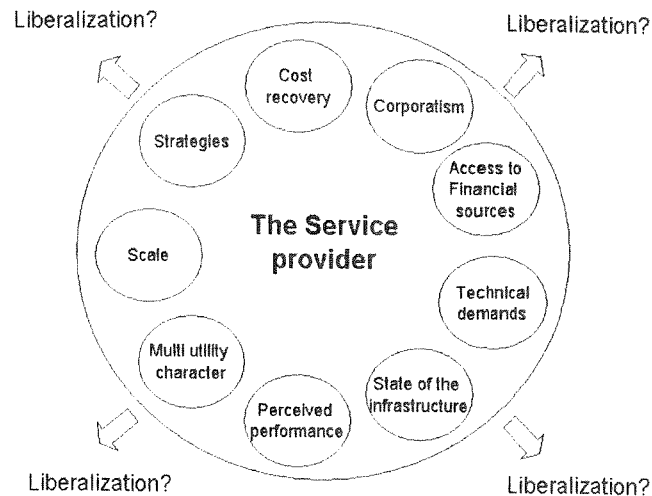 Liberalization?
Liberalization?
Cost
recovery
Corporatism
Strategies
Access to
Financial
sources
The Service
provider
Scale
Technical
demands
Multi utility
character
State of the
infrastructure
Perceived
performance
Liberalization?
Liberalization?